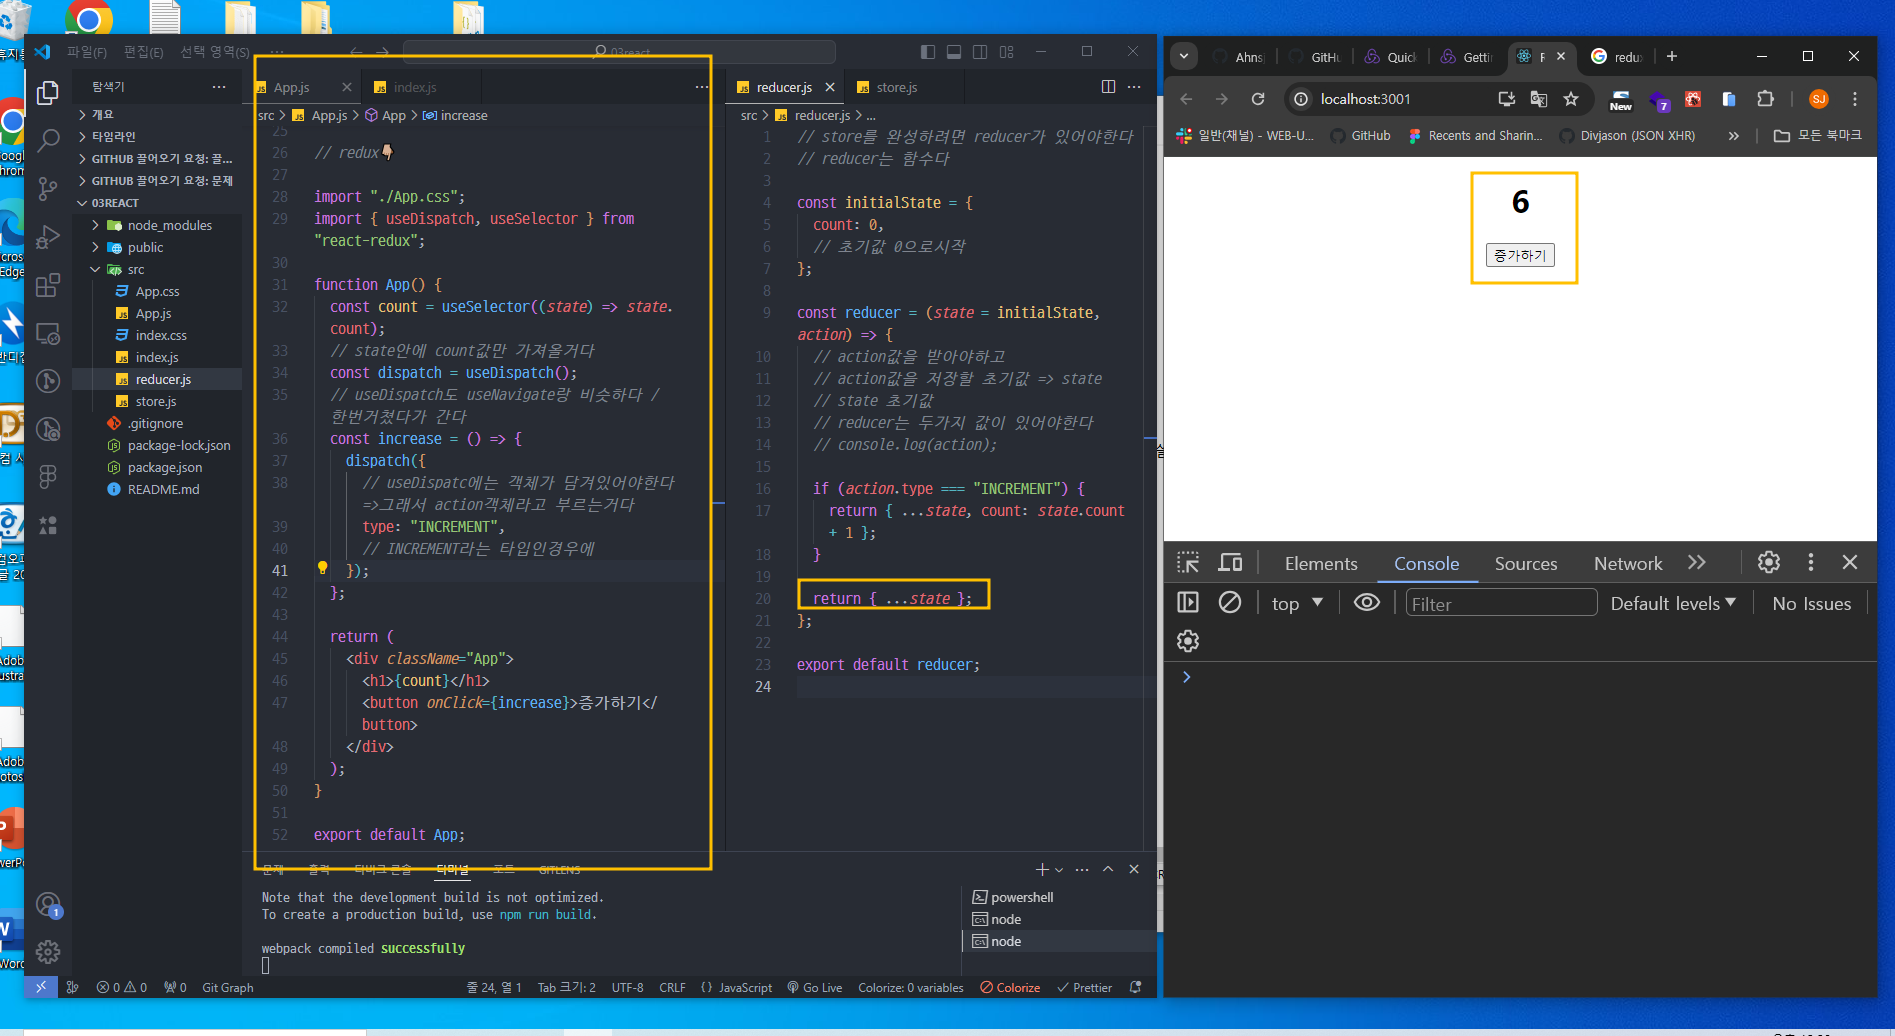 파일(F) 편집(E) 선택 영역(S) ... 03react
탐색기
개요
타임라인
GITHUB 끌어오기 요청: 끌...
GITHUB 끌어오기 요청: 문제
03REACT
node_modules
public
src
App.css
App.js
index.css
index.js
reducer.js
store.js
.gitignore
package-lock.json
package.json
README.md
App.js index.js
src > App.js > App > increase
25
26 // redux👇🏻
27
28 import "./App.css";
29 import { useDispatch, useSelector } from
"react-redux";
30
31 function App() {
32 const count = useSelector((state) => state.
count);
33 // state안에 count값만 가져올거다
34 const dispatch = useDispatch();
35 // useDispatch도 useNavigate랑 비슷하다 /
한번거쳤다가 간다
36 const increase = () => {
37 dispatch({
38 // useDispatc에는 객체가 담겨있어야한다
=>그래서 action객체라고 부르는거다
39 type: "INCREMENT",
40 // INCREMENT라는 타입인경우에
41 });
42 };
43
44 return (
45 <div className="App">
46 <h1>{count}</h1>
47 <button onClick={increase}>증가하기</
button>
48 </div>
49 );
50 }
51
52 export default App;
reducer.js store.js
src > reducer.js > ...
1 // store를 완성하려면 reducer가 있어야한다
2 // reducer는 함수다
3
4 const initialState = {
5 count: 0,
6 // 초기값 0으로시작
7 };
8
9 const reducer = (state = initialState,
action) => {
10 // action값을 받아야하고
11 // action값을 저장할 초기값 => state
12 // state 초기값
13 // reducer는 두가지 값이 있어야한다
14 // console.log(action);
15
16 if (action.type === "INCREMENT") {
17 return { ...state, count: state.count
+ 1 };
18 }
19
20 return { ...state };
21 };
22
23 export default reducer;
24
문제 출력 디버그 콘솔 터미널 포트 GITLENS
Note that the development build is not optimized.
To create a production build, use npm run build.
webpack compiled successfully
powershell
node
node
0 0 0 Git Graph 줄 24, 열 1 Tab 크기: 2 UTF-8 CRLF {} JavaScript Go Live Colorize: 0 variables Colorize Prettier
Ahns GitHu Quick Gettin redu
localhost:3001 New 7 SJ
일반(채널) - WEB-U... GitHub Recents and Sharin... Divjason (JSON XHR) » 모든 북마크
6
증가하기
Elements Console Sources Network
top Filter Default levels No Issues